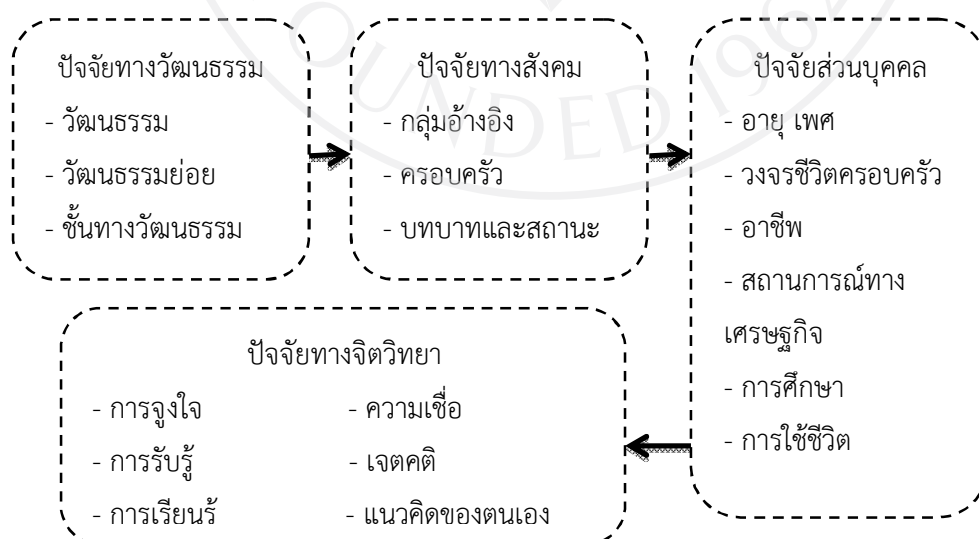 ปัจจัยทางวัฒนธรรม
- วัฒนธรรม
- วัฒนธรรมย่อย
- ชั้นทางวัฒนธรรม
ปัจจัยทางสังคม
- กลุ่มอ้างอิง
- ครอบครัว
- บทบาทและสถานะ
ปัจจัยส่วนบุคคล
- อายุ เพศ
- วงจรชีวิตครอบครัว
- อาชีพ
- สถานการณ์ทาง
เศรษฐกิจ
- การศึกษา
- การใช้ชีวิต
ปัจจัยทางจิตวิทยา
- การจูงใจ
- การรับรู้
- การเรียนรู้
- ความเชื่อ
- เจตคติ
- แนวคิดของตนเอง